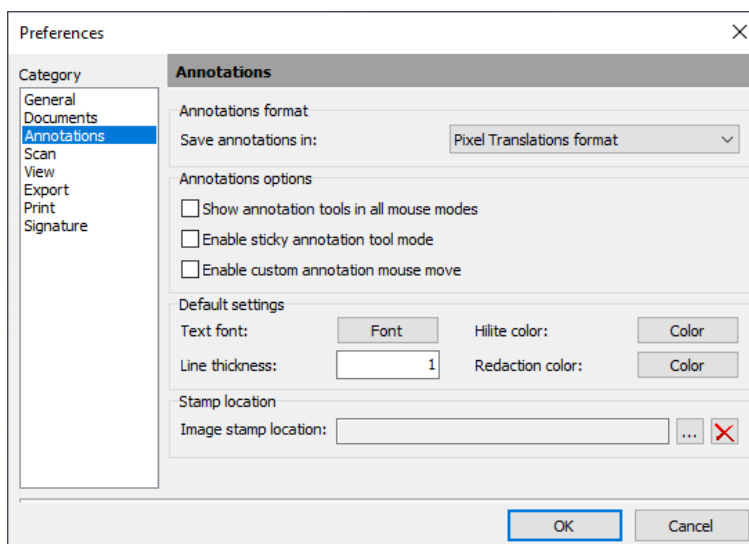 Preferences
Category
General
Documents
Annotations
Scan
View
Export
Print
Signature
Annotations
Annotations format
Save annotations in: Pixel Translations format
Annotations options
Show annotation tools in all mouse modes
Enable sticky annotation tool mode
Enable custom annotation mouse move
Default settings
Text font: Font Hilite color: Color
Line thickness: 1 Redaction color: Color
Stamp location
Image stamp location: ...
OK Cancel